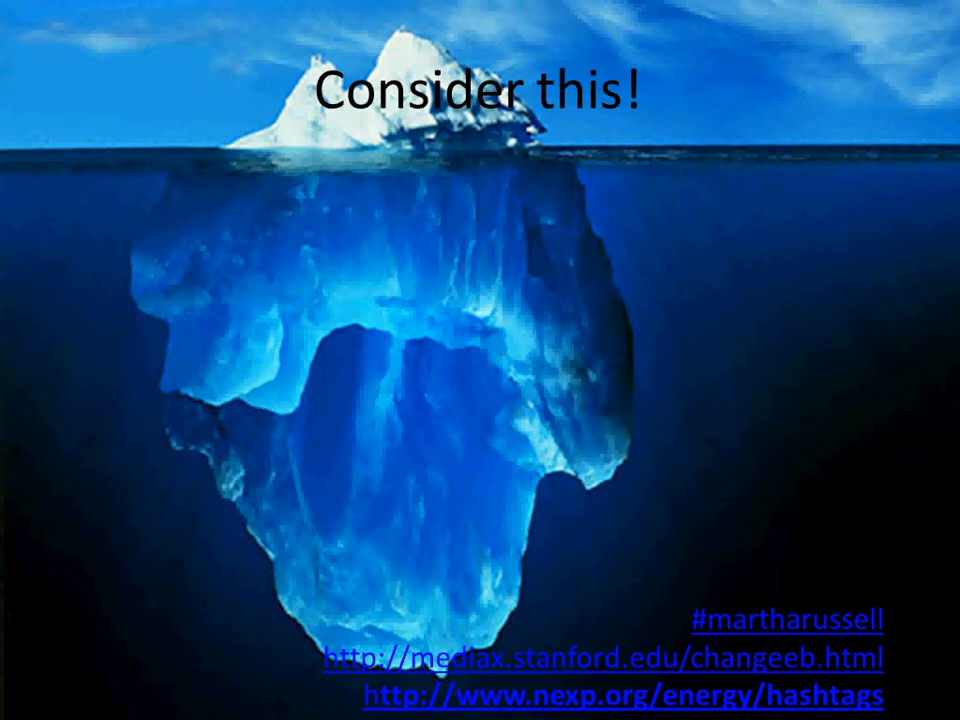 Consider this!
#martharussell
http://mediax.stanford.edu/changeeb.html
http://www.nexp.org/energy/hashtags